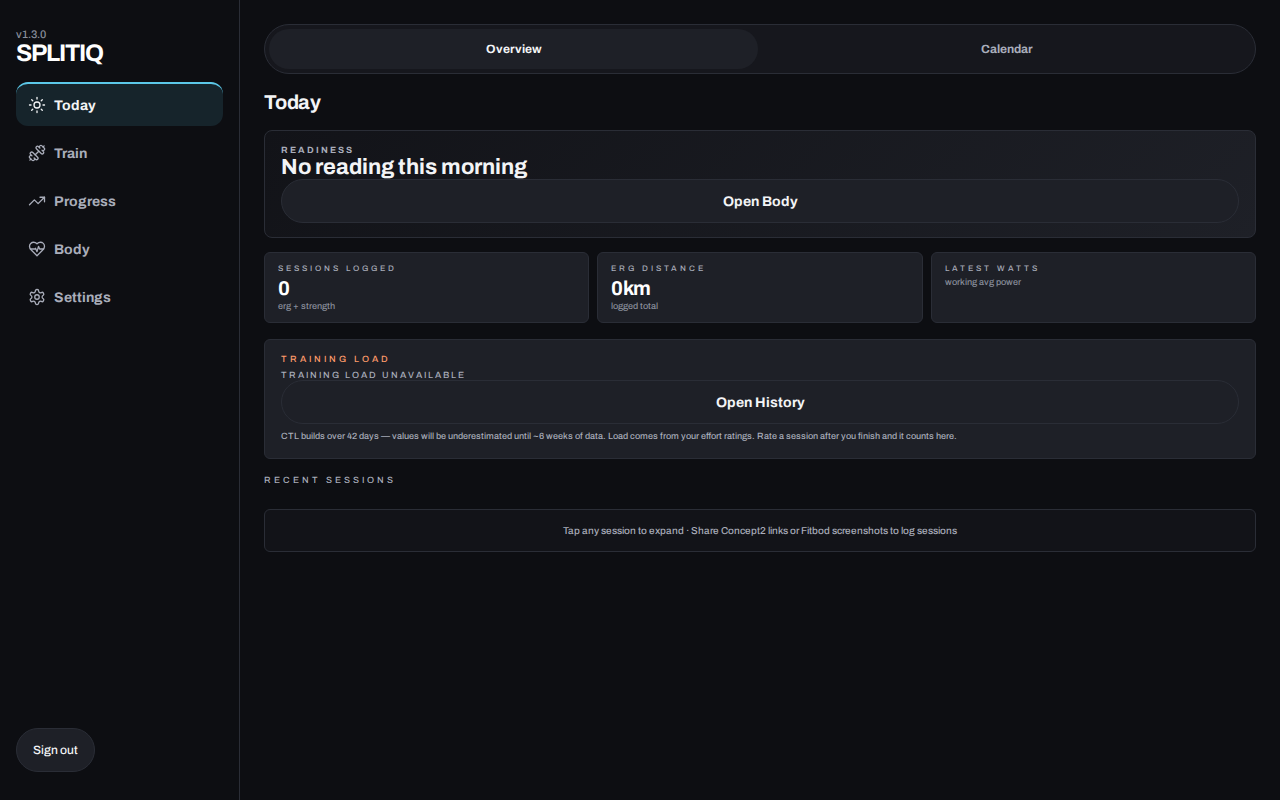 v1.3.0
SPLITIQ
Today
Train
Progress
Body
Settings
Sign out
Overview
Calendar
Today
READINESS
No reading this morning
Open Body
SESSIONS LOGGED
0
erg + strength
ERG DISTANCE
0km
logged total
LATEST WATTS
working avg power
TRAINING LOAD
TRAINING LOAD UNAVAILABLE
Open History
CTL builds over 42 days — values will be underestimated until ~6 weeks of data. Load comes from your effort ratings. Rate a session after you finish and it counts here.
RECENT SESSIONS
Tap any session to expand · Share Concept2 links or Fitbod screenshots to log sessions